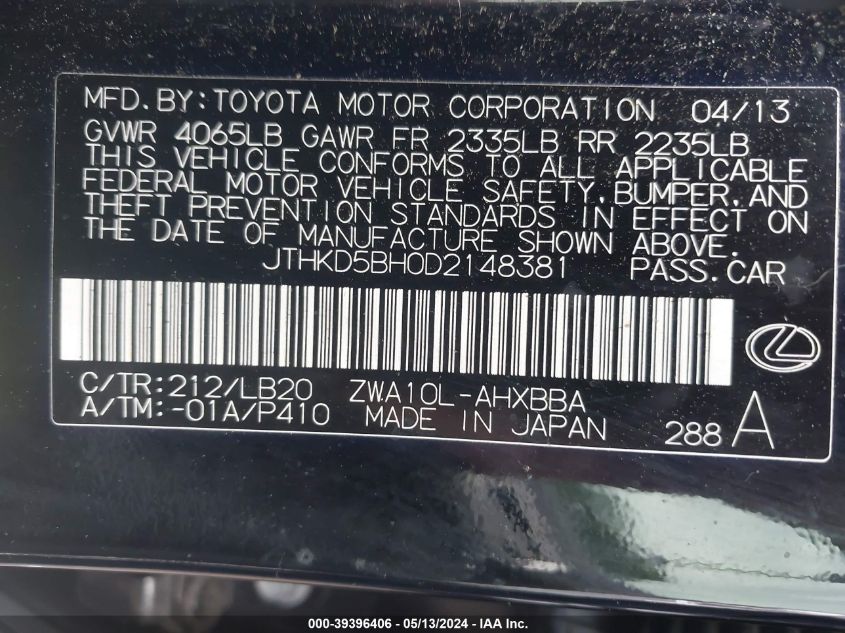 MFD.BY:TOYOTA MOTOR CORPORATION 04/13
GVWR 4065LB GAWR FR 2335LB RR 2235LB
THIS VEHICLE CONFORMS TO ALL APPLICABLE
FEDERAL MOTOR VEHICLE SAFETY,BUMPER,AND
THEFT PREVENTION STANDARDS IN EFFECT ON
THE DATE OF MANUFACTURE SHOWN ABOVE.
JTHKD5BH0D2148381 PASS.CAR
C/TR:212/LB20 ZWA10L-AHXBBA
A/TM:-01A/P410 MADE IN JAPAN 288 A
000-39396406 - 05/13/2024 - IAA Inc.